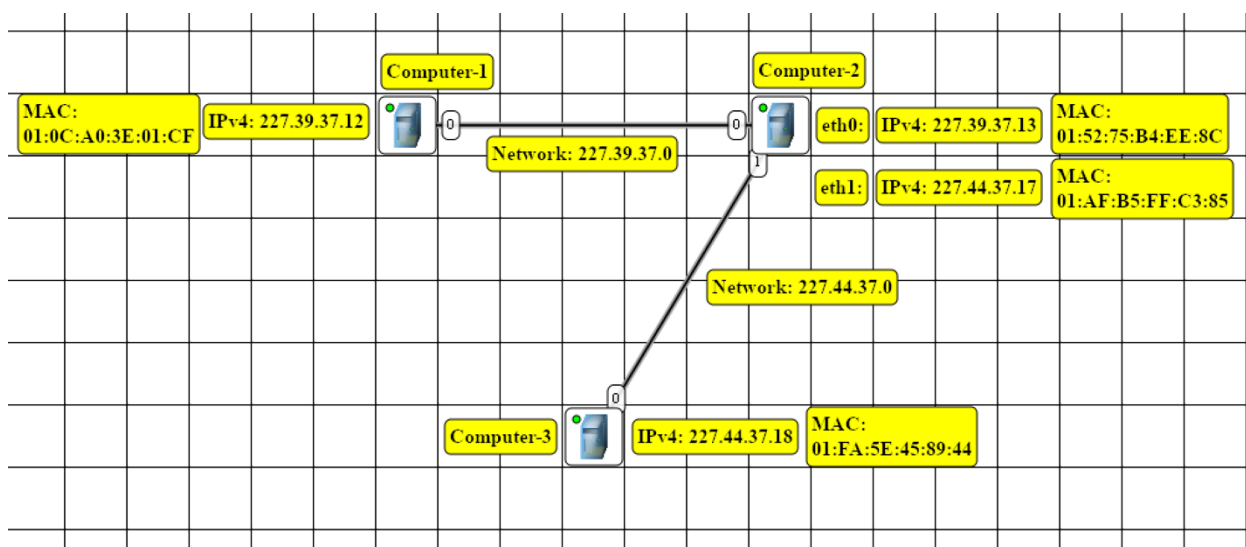 Computer-1
Computer-2
MAC:
01:0C:A0:3E:01:CF
IPv4: 227.39.37.12
0
0
eth0:
IPv4: 227.39.37.13
MAC:
01:52:75:B4:EE:8C
Network: 227.39.37.0
1
eth1:
IPv4: 227.44.37.17
MAC:
01:AF:B5:FF:C3:85
Network: 227.44.37.0
0
Computer-3
IPv4: 227.44.37.18
MAC:
01:FA:5E:45:89:44